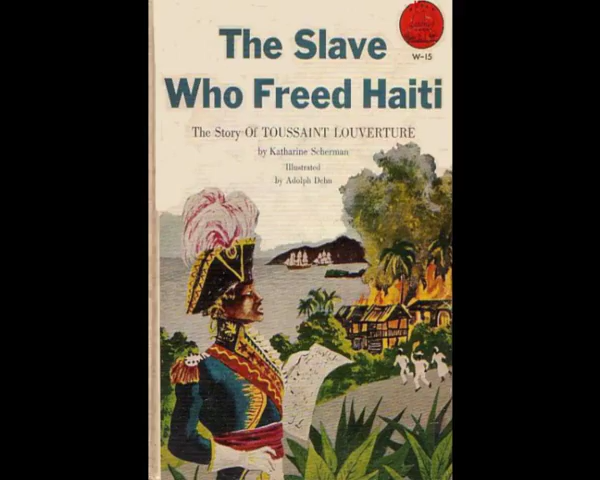 W-15
The Slave
Who Freed Haiti
The Story Of TOUSSAINT LOUVERTURE
by Katharine Scherman
Illustrated
by Adolph Dehn